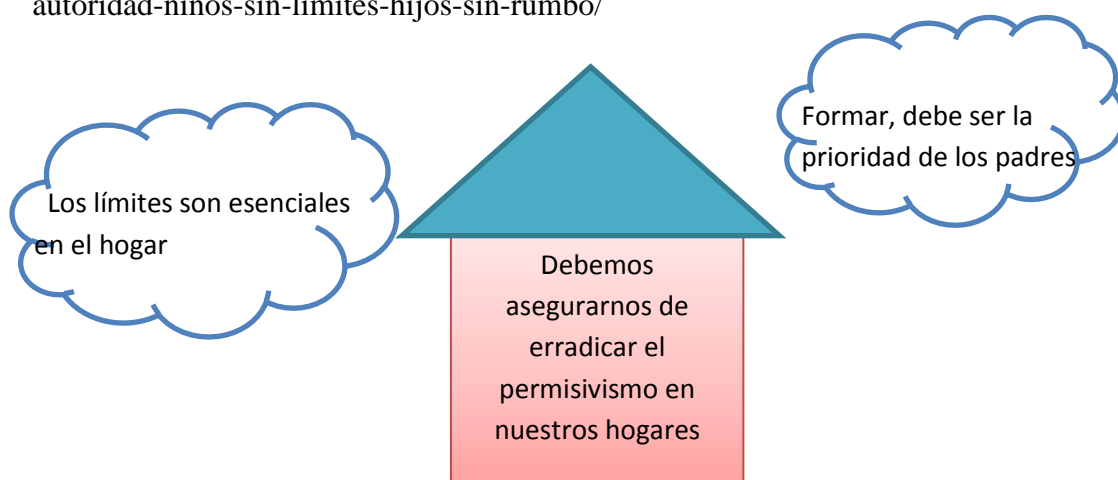 autoridad-ninos-sin-limites-hijos-sin-rumbo/
Formar, debe ser la
prioridad de los padres
Los límites son esenciales
en el hogar
Debemos
asegurarnos de
erradicar el
permisivismo en
nuestros hogares